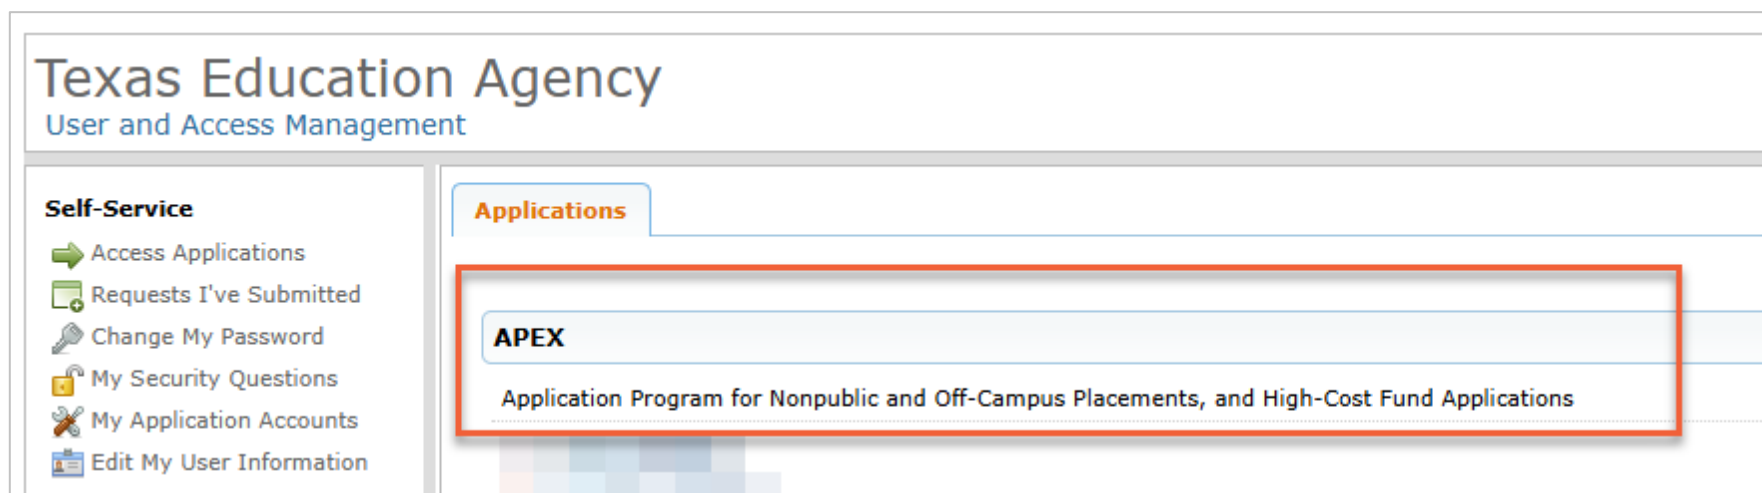 Texas Education Agency
User and Access Management
Self-Service
Access Applications
Requests I've Submitted
Change My Password
My Security Questions
My Application Accounts
Edit My User Information
Applications
APEX
Application Program for Nonpublic and Off-Campus Placements, and High-Cost Fund Applications